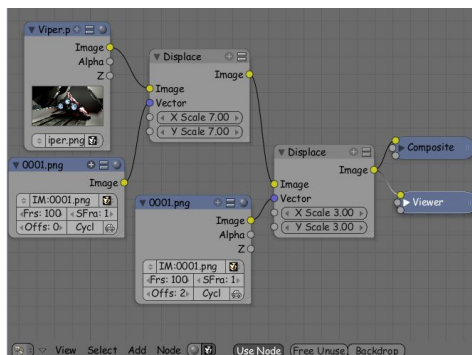 Viper.p
Image
Alpha
Z
iper.png
Displace
Image
Image
Vector
X Scale 7.00
Y Scale 7.00
0001.png
Image
IM:0001.png
Frs: 100 SFra: 1
Offs: 0 Cycl
0001.png
Image
Alpha
Z
IM:0001.png
Frs: 100 SFra: 1
Offs: 2 Cycl
Displace
Image
Image
Vector
X Scale 3.00
Y Scale 3.00
Composite
Viewer
View Select Add Node Use Node Free Unuse Backdrop